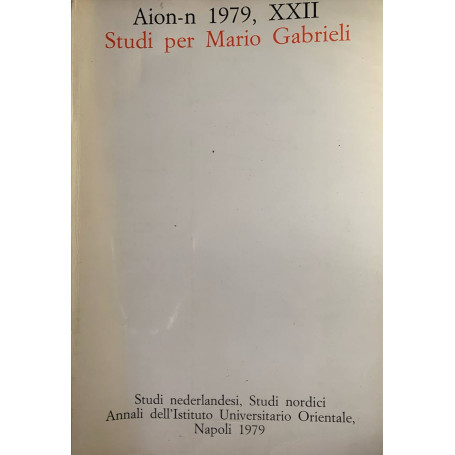 Aion-n 1979, XXII
Studi per Mario Gabrieli
Studi nederlandesi, Studi nordici
Annali dell'Istituto Universitario Orientale,
Napoli 1979